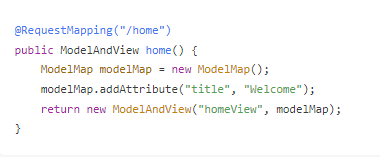 @RequestMapping("/home")
public ModelAndView home() {
    ModelMap modelMap = new ModelMap();
    modelMap.addAttribute("title", "Welcome");
    return new ModelAndView("homeView", modelMap);
}